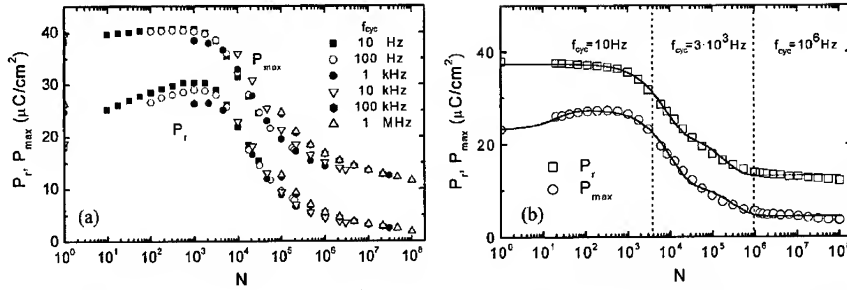 P_r, P_max (μC/cm²)
40
30
20
10
0
10⁰ 10¹ 10² 10³ 10⁴ 10⁵ 10⁶ 10⁷ 10⁸
N
(a)
P_max
P_r
f_cyc
10 Hz
100 Hz
1 kHz
10 kHz
100 kHz
1 MHz
P_r, P_max (μC/cm²)
40
20
0
10⁰ 10¹ 10² 10³ 10⁴ 10⁵ 10⁶ 10⁷ 10⁸
N
(b)
f_cyc=10Hz
f_cyc=3·10³Hz
f_cyc=10⁶Hz
P_r
P_max